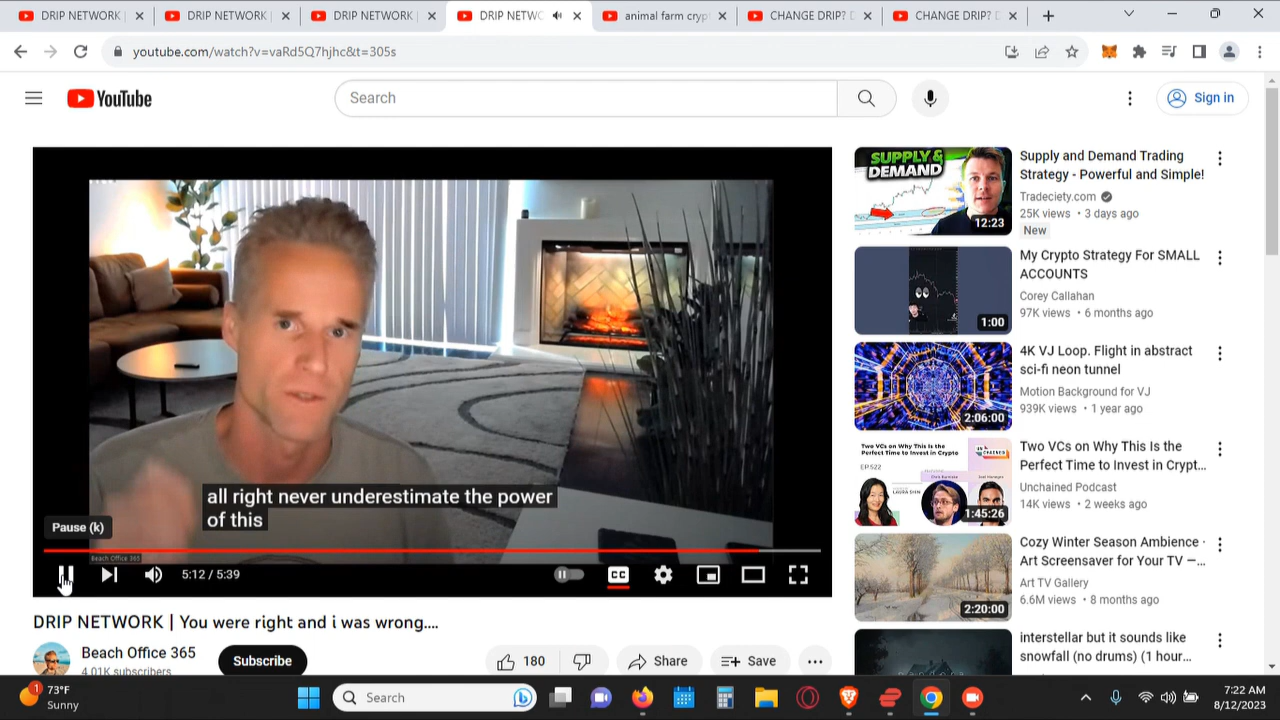 DRIP NETWORK |
DRIP NETWORK |
DRIP NETWORK |
DRIP NETWO
animal farm cryp
CHANGE DRIP? D
CHANGE DRIP? D
youtube.com/watch?v=vaRd5Q7hjhc&t=305s
YouTube
Search
Sign in
all right never underestimate the power
of this
Pause (k)
Beach Office 365
5:12 / 5:39
CC
DRIP NETWORK | You were right and i was wrong....
Beach Office 365
4.01K subscribers
Subscribe
180
Share
Save
SUPPLY &
DEMAND
12:23
Supply and Demand Trading
Strategy - Powerful and Simple!
Tradeciety.com
25K views • 3 days ago
New
1:00
My Crypto Strategy For SMALL
ACCOUNTS
Corey Callahan
97K views • 6 months ago
2:06:00
4K VJ Loop. Flight in abstract
sci-fi neon tunnel
Motion Background for VJ
939K views • 1 year ago
Two VCs on Why This Is the
Perfect Time to Invest in Crypto
EP.522
LAURA SHIN
1:45:26
Two VCs on Why This Is the
Perfect Time to Invest in Crypt...
Unchained Podcast
14K views • 2 weeks ago
2:20:00
Cozy Winter Season Ambience ·
Art Screensaver for Your TV —...
Art TV Gallery
6.6M views • 8 months ago
interstellar but it sounds like
snowfall (no drums) (1 hour...
1
73°F
Sunny
Search
7:22 AM
8/12/2023